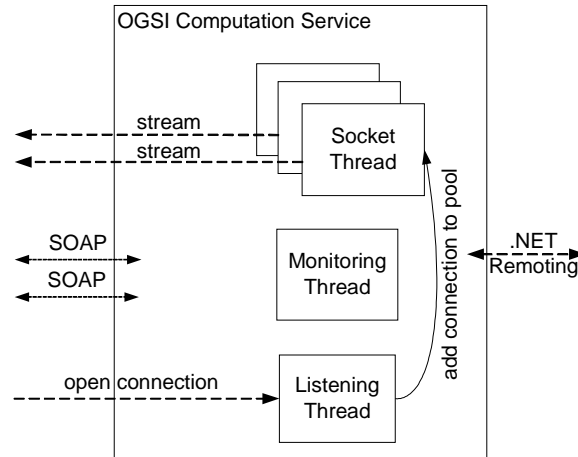 OGSI Computation Service
stream
stream
Socket
Thread
SOAP
SOAP
Monitoring
Thread
.NET
Remoting
add connection to pool
open connection
Listening
Thread